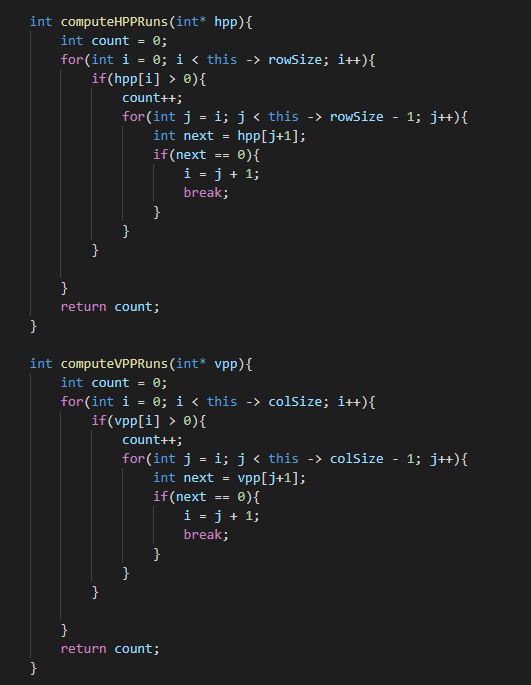 int computeHPPRuns(int* hpp){
    int count = 0;
    for(int i = 0; i < this -> rowSize; i++){
        if(hpp[i] > 0){
            count++;
            for(int j = i; j < this -> rowSize - 1; j++){
                int next = hpp[j+1];
                if(next == 0){
                    i = j + 1;
                    break;
                }
            }
        }

    }
    return count;
}

int computeVPPRuns(int* vpp){
    int count = 0;
    for(int i = 0; i < this -> colSize; i++){
        if(vpp[i] > 0){
            count++;
            for(int j = i; j < this -> colSize - 1; j++){
                int next = vpp[j+1];
                if(next == 0){
                    i = j + 1;
                    break;
                }
            }
        }

    }
    return count;
}